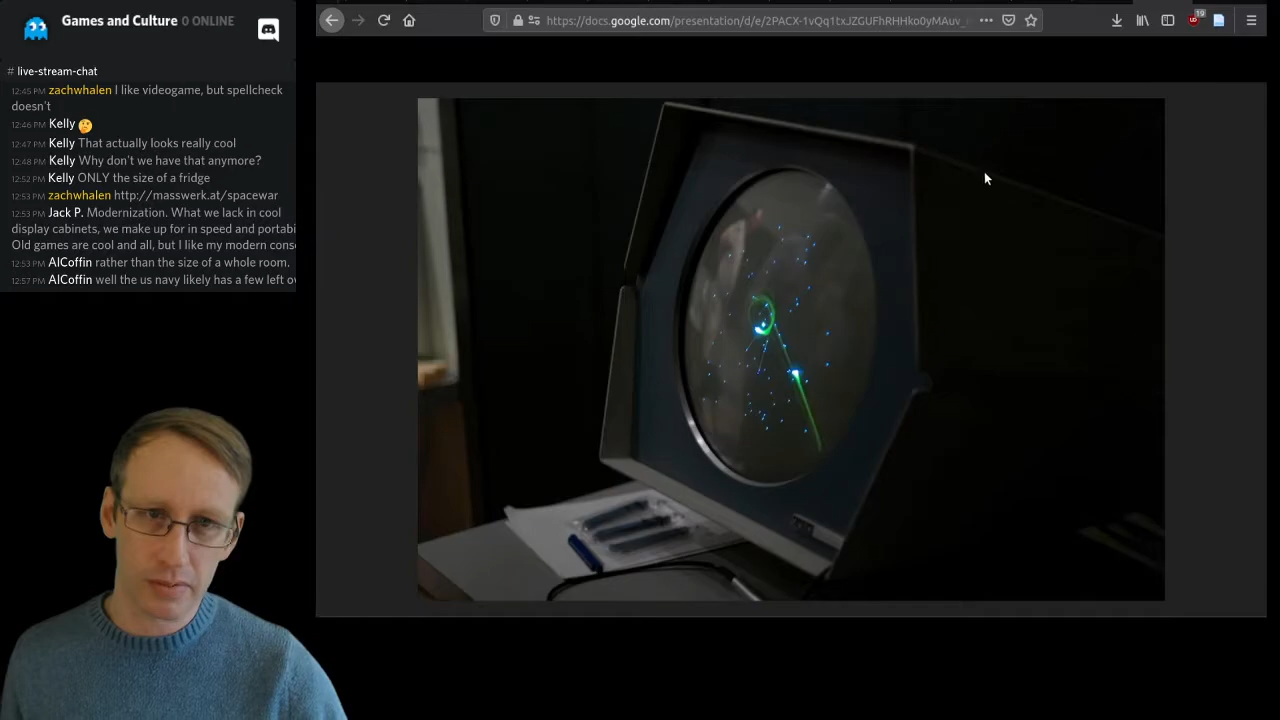 Games and Culture 0 ONLINE
# live-stream-chat
12:45 PM zachwhalen I like videogame, but spellcheck
doesn't
12:46 PM Kelly 🤔
12:47 PM Kelly That actually looks really cool
12:48 PM Kelly Why don't we have that anymore?
12:52 PM Kelly ONLY the size of a fridge
12:53 PM zachwhalen http://masswerk.at/spacewar
12:53 PM Jack P. Modernization. What we lack in cool
display cabinets, we make up for in speed and
Old games are cool and all, but I like my modern
12:53 PM AlCoffin rather than the size of a whole room.
12:57 PM AlCoffin well the us navy likely has a few left
https://docs.google.com/presentation/d/e/2PACX-1vQq1txJZGUFhRHHko0yMAuv_
19